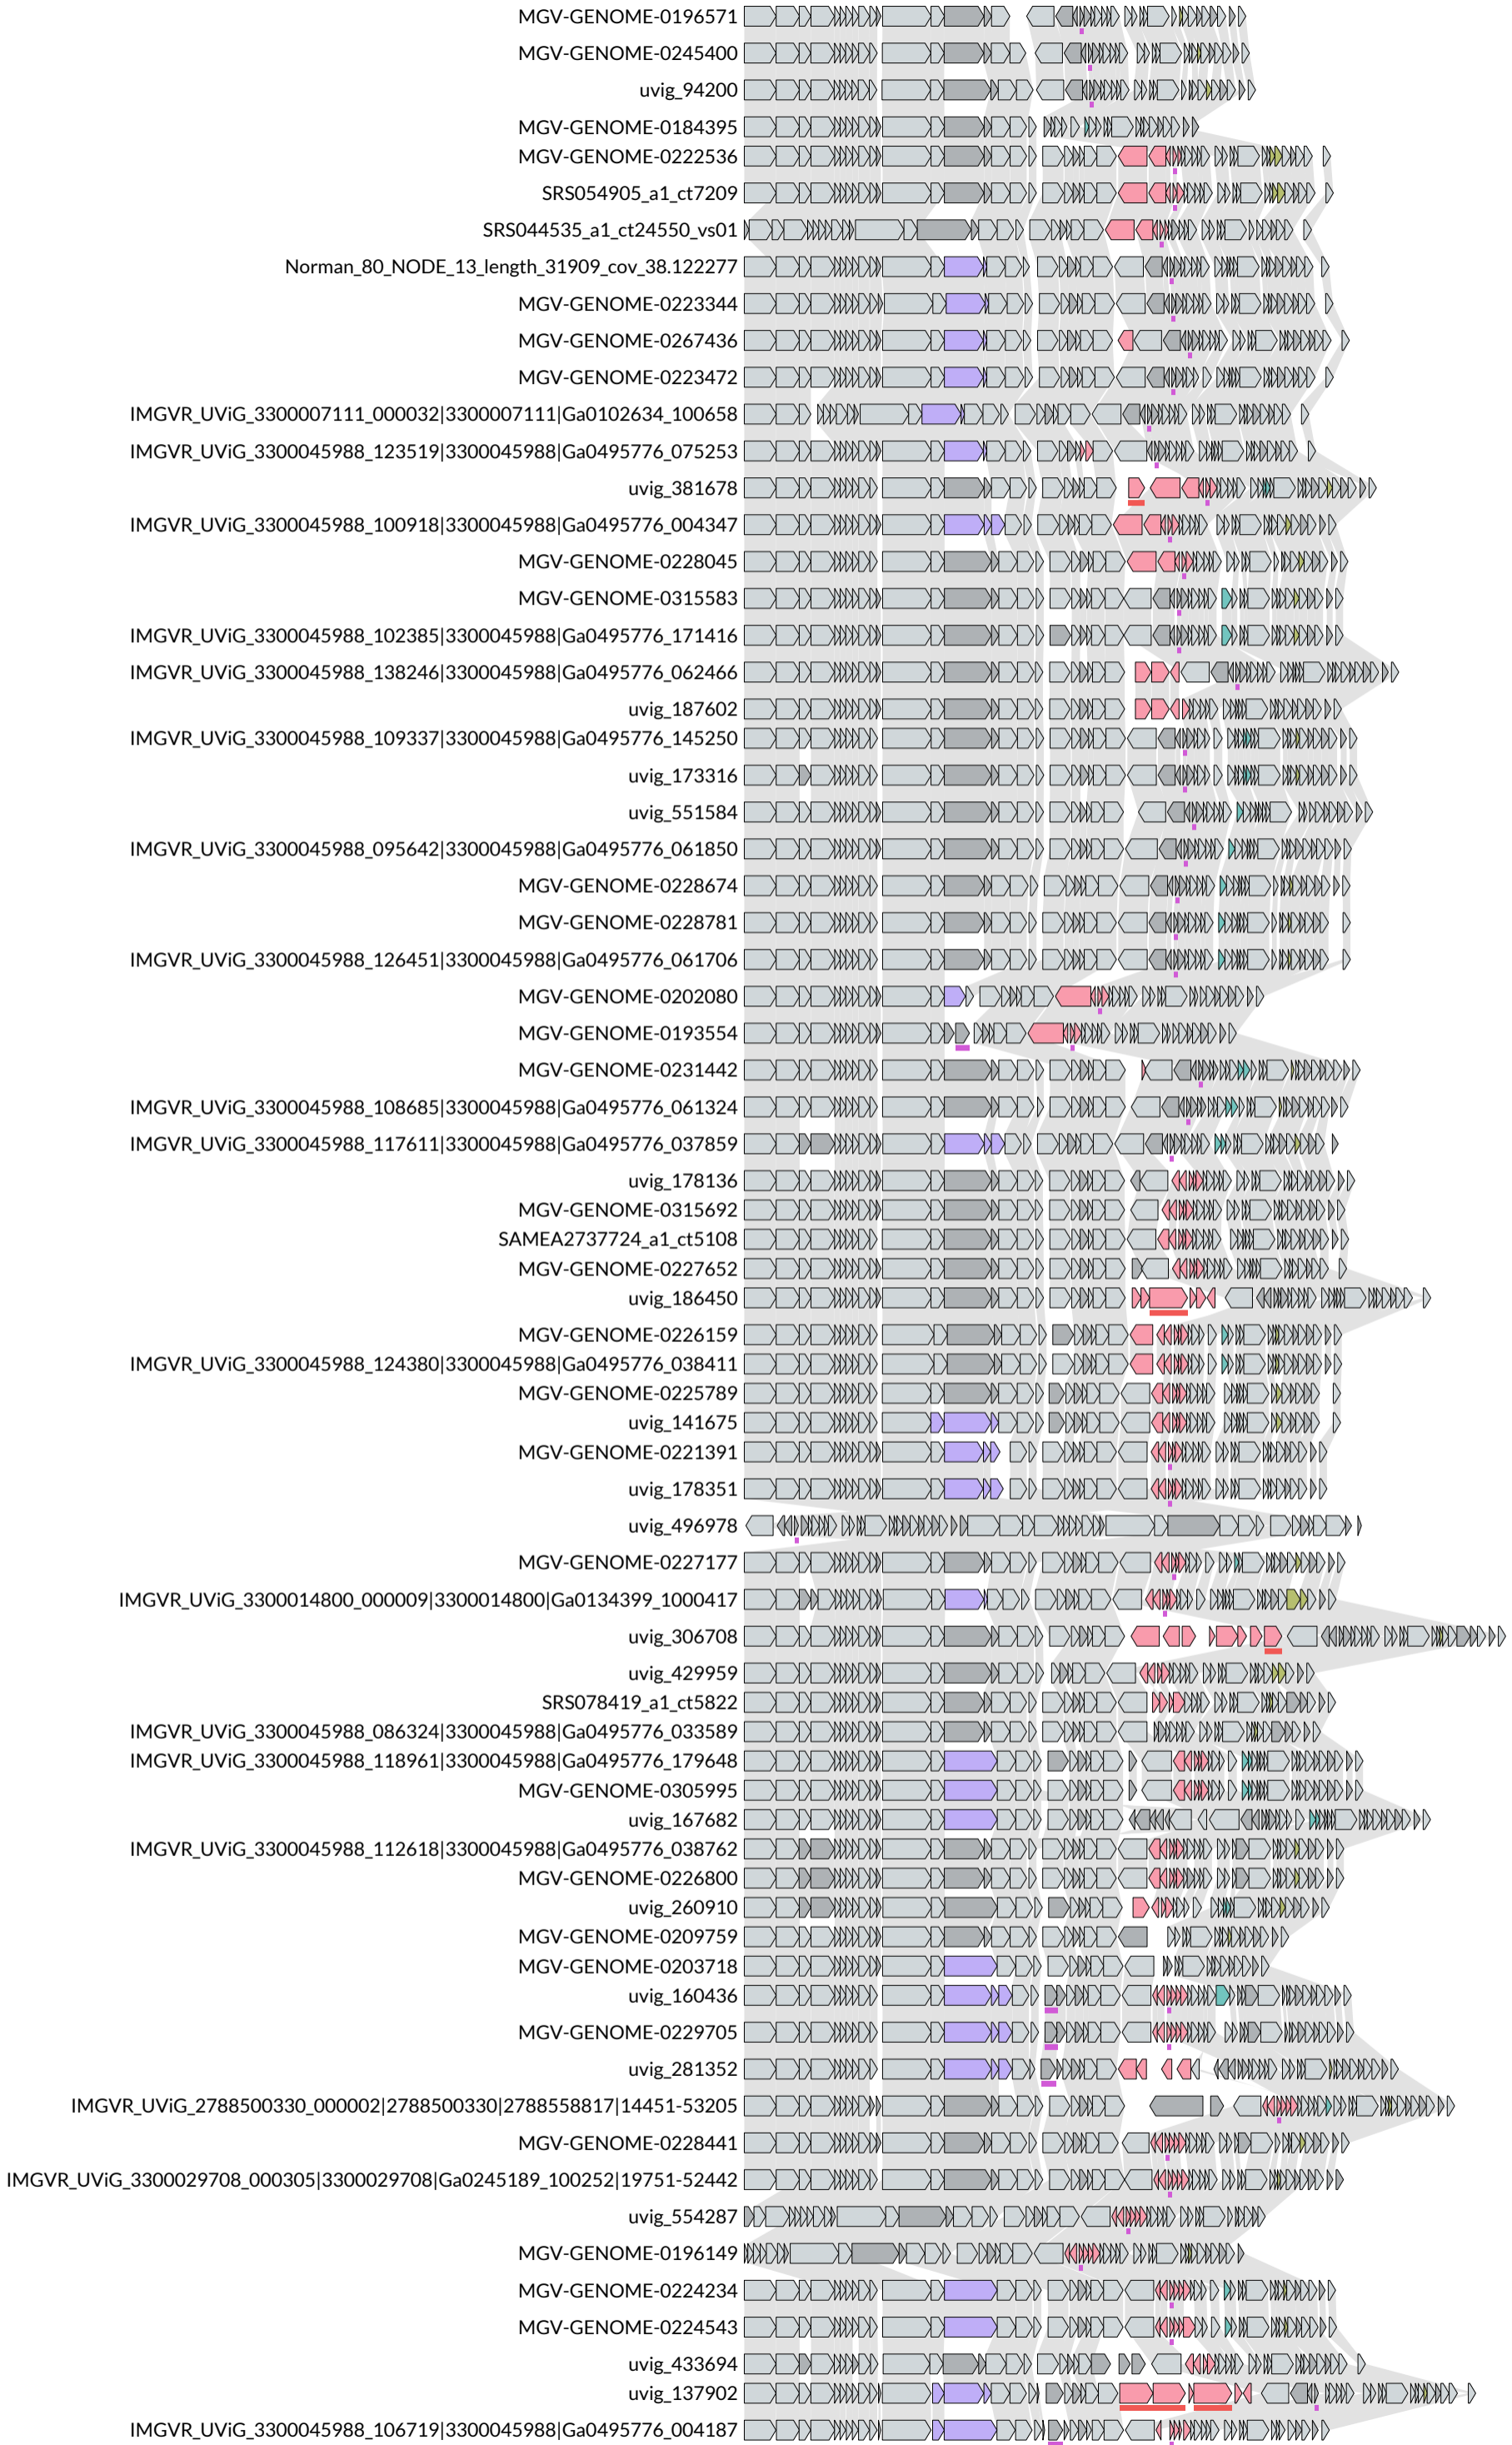 MGV-GENOME-0196571
MGV-GENOME-0245400
uvig_94200
MGV-GENOME-0184395
MGV-GENOME-0222536
SRS054905_a1_ct7209
SRS044535_a1_ct24550_vs01
Norman_80_NODE_13_length_31909_cov_38.122277
MGV-GENOME-0223344
MGV-GENOME-0267436
MGV-GENOME-0223472
IMGVR_UViG_3300007111_000032|3300007111|Ga0102634_100658
IMGVR_UViG_3300045988_123519|3300045988|Ga0495776_075253
uvig_381678
IMGVR_UViG_3300045988_100918|3300045988|Ga0495776_004347
MGV-GENOME-0228045
MGV-GENOME-0315583
IMGVR_UViG_3300045988_102385|3300045988|Ga0495776_171416
IMGVR_UViG_3300045988_138246|3300045988|Ga0495776_062466
uvig_187602
IMGVR_UViG_3300045988_109337|3300045988|Ga0495776_145250
uvig_173316
uvig_551584
IMGVR_UViG_3300045988_095642|3300045988|Ga0495776_061850
MGV-GENOME-0228674
MGV-GENOME-0228781
IMGVR_UViG_3300045988_126451|3300045988|Ga0495776_061706
MGV-GENOME-0202080
MGV-GENOME-0193554
MGV-GENOME-0231442
IMGVR_UViG_3300045988_108685|3300045988|Ga0495776_061324
IMGVR_UViG_3300045988_117611|3300045988|Ga0495776_037859
uvig_178136
MGV-GENOME-0315692
SAMEA2737724_a1_ct5108
MGV-GENOME-0227652
uvig_186450
MGV-GENOME-0226159
IMGVR_UViG_3300045988_124380|3300045988|Ga0495776_038411
MGV-GENOME-0225789
uvig_141675
MGV-GENOME-0221391
uvig_178351
uvig_496978
MGV-GENOME-0227177
IMGVR_UViG_3300014800_000009|3300014800|Ga0134399_1000417
uvig_306708
uvig_429959
SRS078419_a1_ct5822
IMGVR_UViG_3300045988_086324|3300045988|Ga0495776_033589
IMGVR_UViG_3300045988_118961|3300045988|Ga0495776_179648
MGV-GENOME-0305995
uvig_167682
IMGVR_UViG_3300045988_112618|3300045988|Ga0495776_038762
MGV-GENOME-0226800
uvig_260910
MGV-GENOME-0209759
MGV-GENOME-0203718
uvig_160436
MGV-GENOME-0229705
uvig_281352
IMGVR_UViG_2788500330_000002|2788500330|2788558817|14451-53205
MGV-GENOME-0228441
IMGVR_UViG_3300029708_000305|3300029708|Ga0245189_100252|19751-52442
uvig_554287
MGV-GENOME-0196149
MGV-GENOME-0224234
MGV-GENOME-0224543
uvig_433694
uvig_137902
IMGVR_UViG_3300045988_106719|3300045988|Ga0495776_004187